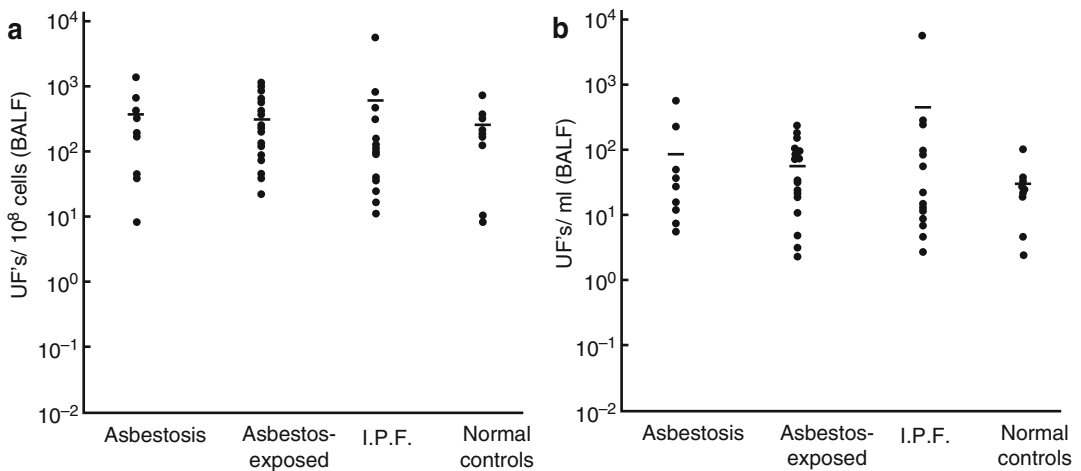 a
UF's/ 10⁸ cells (BALF)
10⁴
10³
10²
10¹
10⁰
10⁻¹
10⁻²
Asbestosis
Asbestos-
exposed
I.P.F.
Normal
controls
b
UF's/ ml (BALF)
10⁴
10³
10²
10¹
10⁰
10⁻¹
10⁻²
Asbestosis
Asbestos-
exposed
I.P.F.
Normal
controls